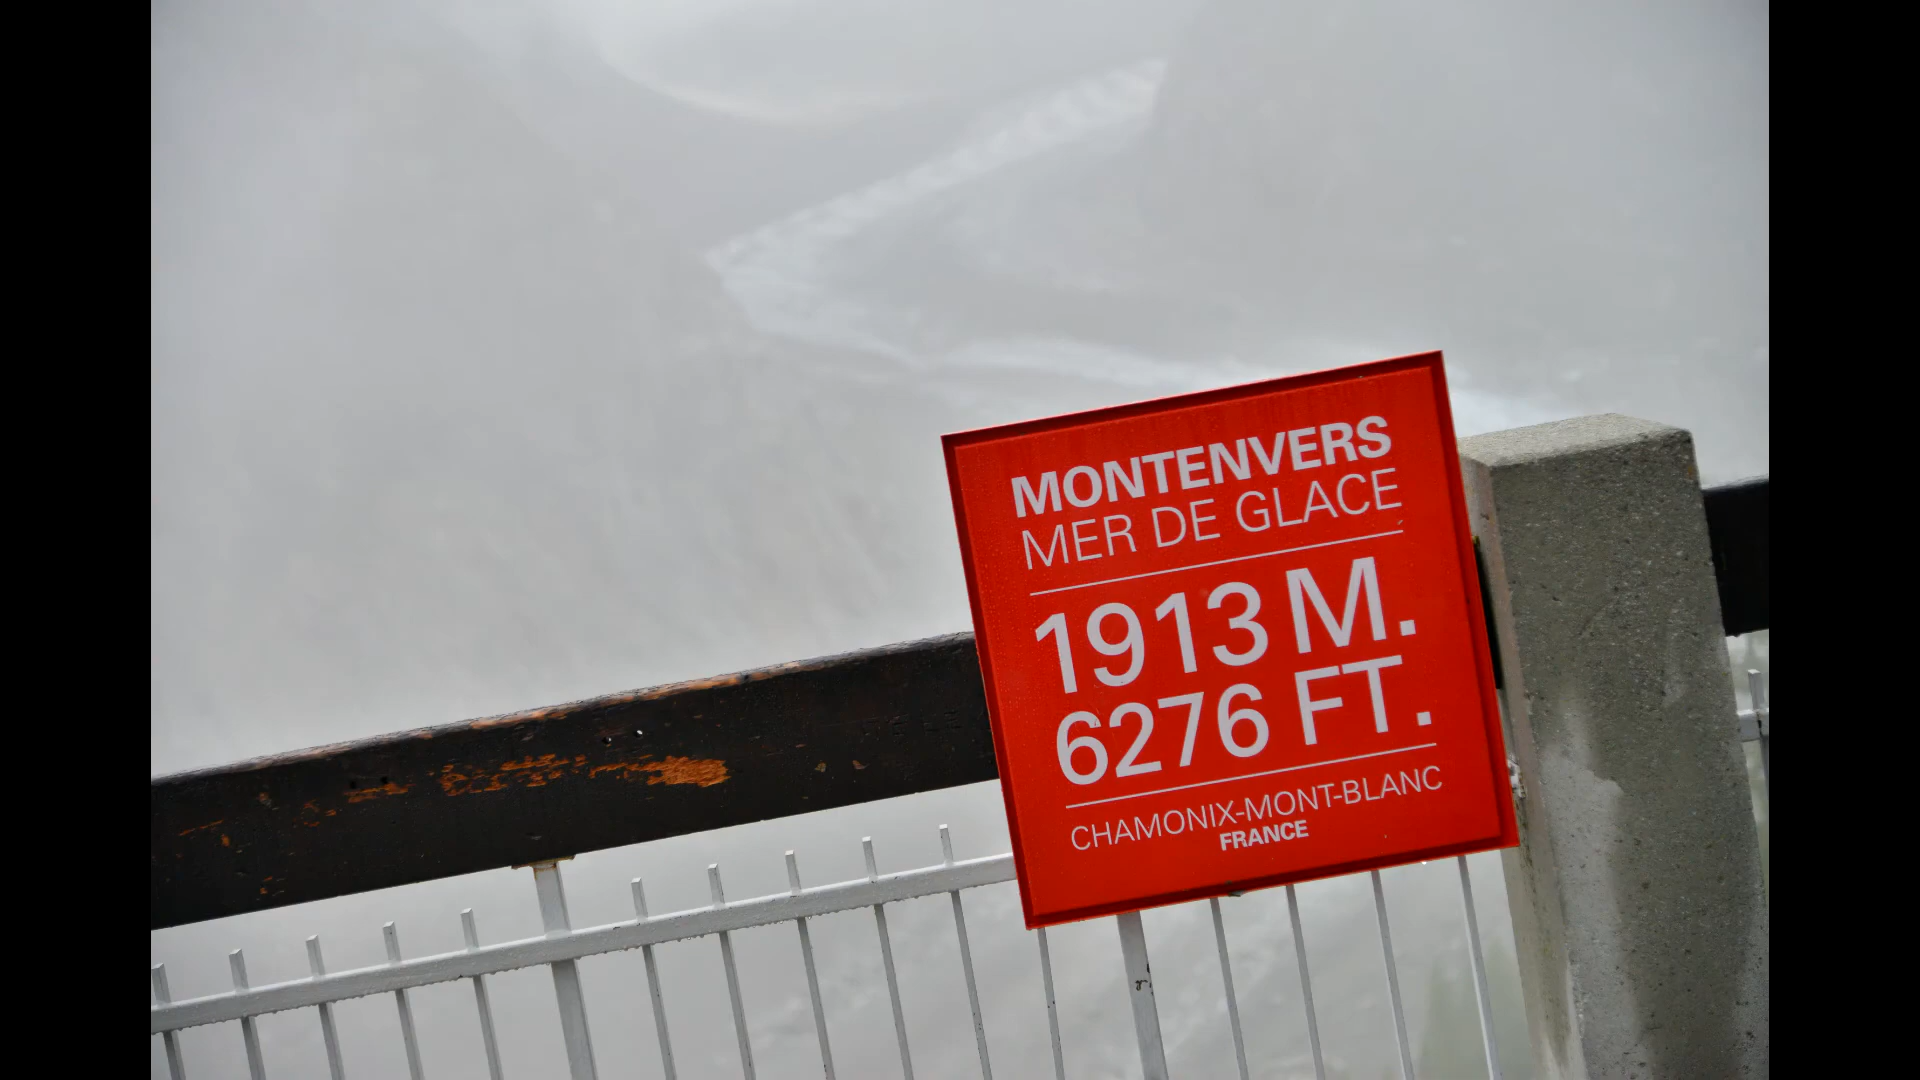 MONTENVERS
MER DE GLACE
1913 M.
6276 FT.
CHAMONIX-MONT-BLANC
FRANCE